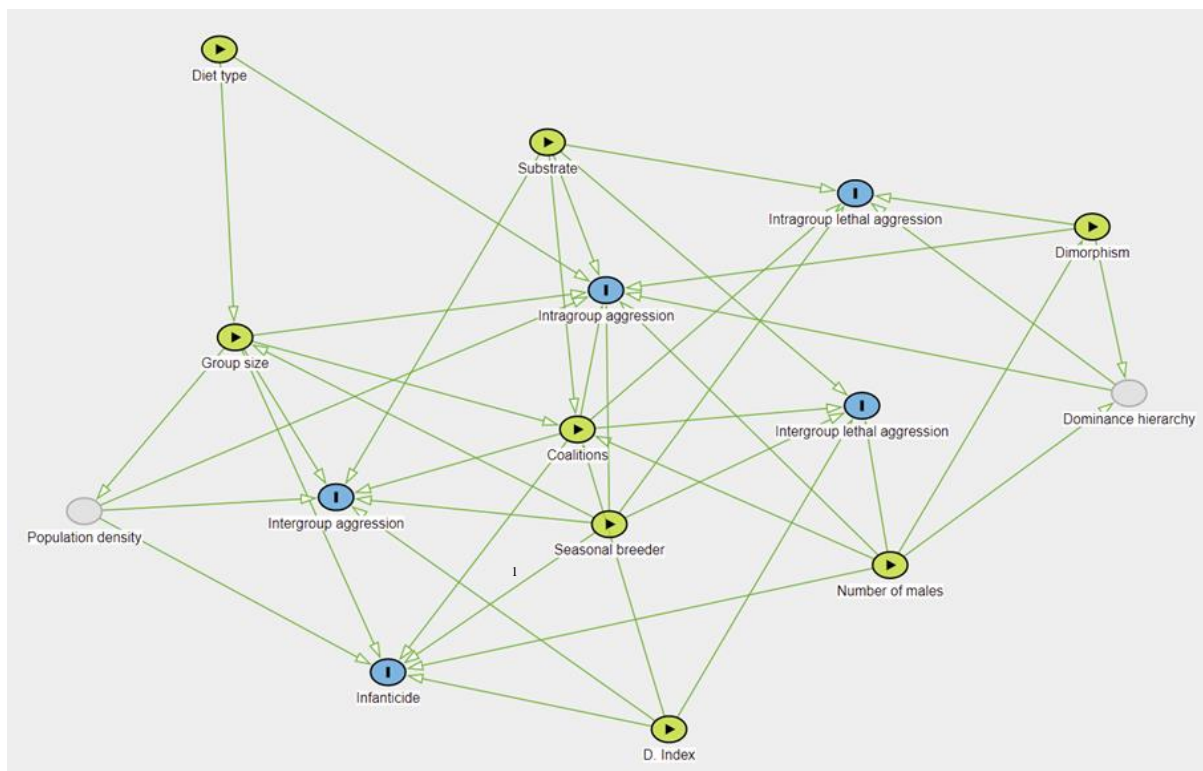 Diet type
Substrate
Intragroup lethal aggression
Dimorphism
Intragroup aggression
Group size
Dominance hierarchy
Intergroup lethal aggression
Coalitions
Intergroup aggression
Population density
Seasonal breeder
1
Number of males
Infanticide
D. Index